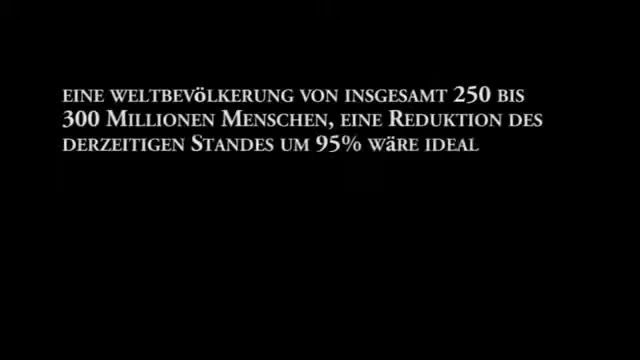 EINE WELTBEVöLKERUNG VON INSGESAMT 250 BIS
300 MILLIONEN MENSCHEN, EINE REDUKTION DES
DERZEITIGEN STANDES UM 95% WäRE IDEAL